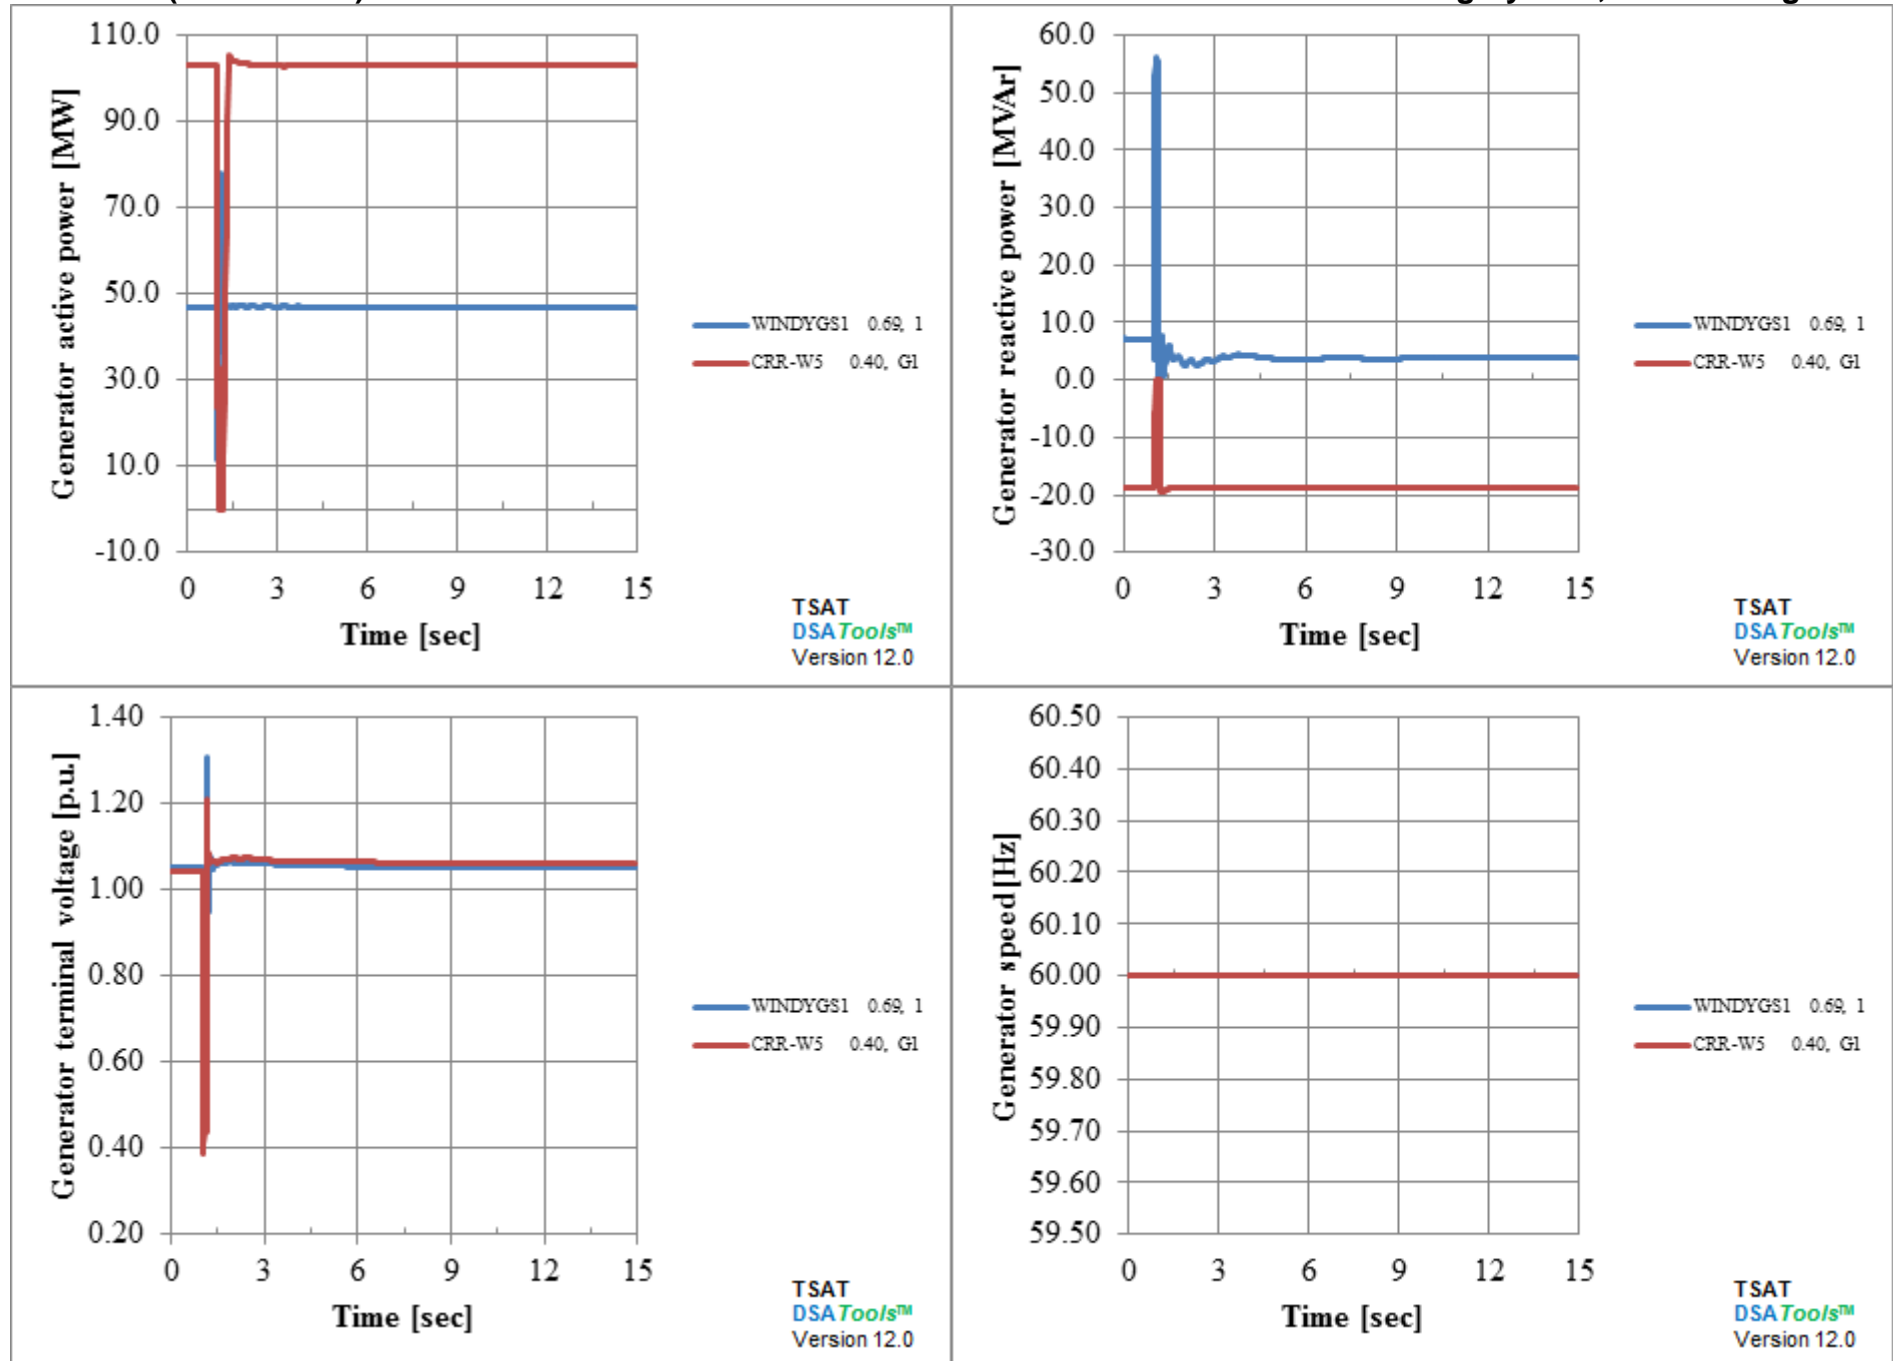 Generator active power [MW]
110.0
90.0
70.0
50.0
30.0
10.0
-10.0
0 3 6 9 12 15
Time [sec]
WINDYGS1 0.69, 1
CRR-W5 0.40, G1
TSAT
DSATools™
Version 12.0
Generator reactive power [MVAr]
60.0
50.0
40.0
30.0
20.0
10.0
0.0
-10.0
-20.0
-30.0
0 3 6 9 12 15
Time [sec]
WINDYGS1 0.69, 1
CRR-W5 0.40, G1
TSAT
DSATools™
Version 12.0
Generator terminal voltage [p.u.]
1.40
1.20
1.00
0.80
0.60
0.40
0.20
0 3 6 9 12 15
Time [sec]
WINDYGS1 0.69, 1
CRR-W5 0.40, G1
TSAT
DSATools™
Version 12.0
Generator speed[Hz]
60.50
60.40
60.30
60.20
60.10
60.00
59.90
59.80
59.70
59.60
59.50
0 3 6 9 12 15
Time [sec]
WINDYGS1 0.69, 1
CRR-W5 0.40, G1
TSAT
DSATools™
Version 12.0